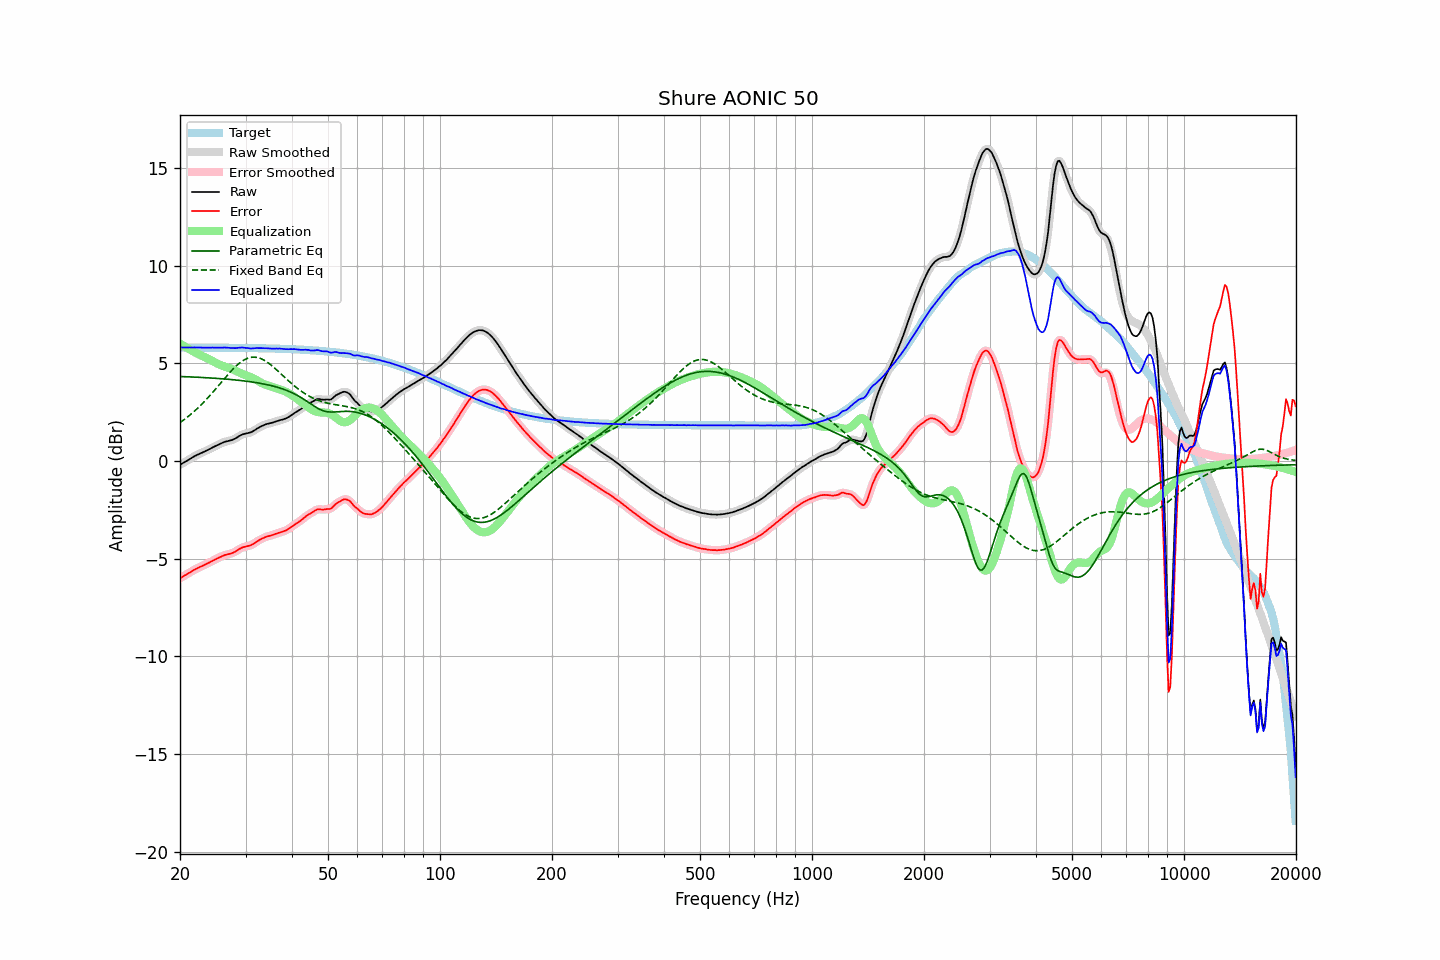 Shure AONIC 50
Target
Raw Smoothed
Error Smoothed
Raw
Error
Equalization
Parametric Eq
Fixed Band Eq
Equalized
Amplitude (dBr)
15
10
5
0
−5
−10
−15
−20
20 50 100 200 500 1000 2000 5000 10000 20000
Frequency (Hz)